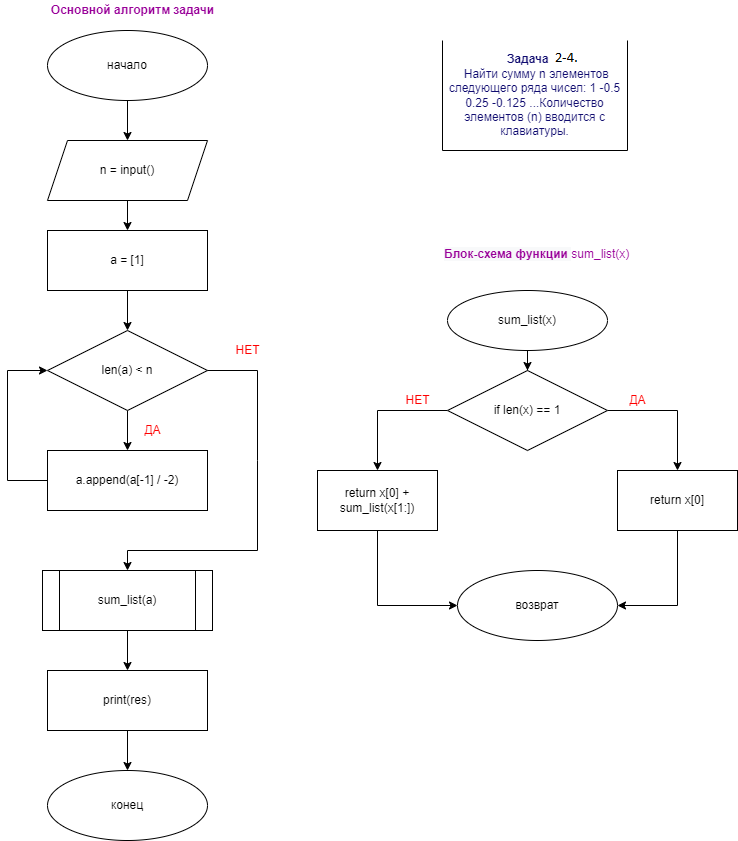 Основной алгоритм задачи
начало
n = input()
a = [1]
len(a) < n
НЕТ
ДА
a.append(a[-1] / -2)
sum_list(a)
print(res)
конец
Задача 2-4.
Найти сумму n элементов
следующего ряда чисел: 1 -0.5
0.25 -0.125 ...Количество
элементов (n) вводится с
клавиатуры.
Блок-схема функции sum_list(x)
sum_list(x)
if len(x) == 1
НЕТ
ДА
return x[0] +
sum_list(x[1:])
return x[0]
возврат